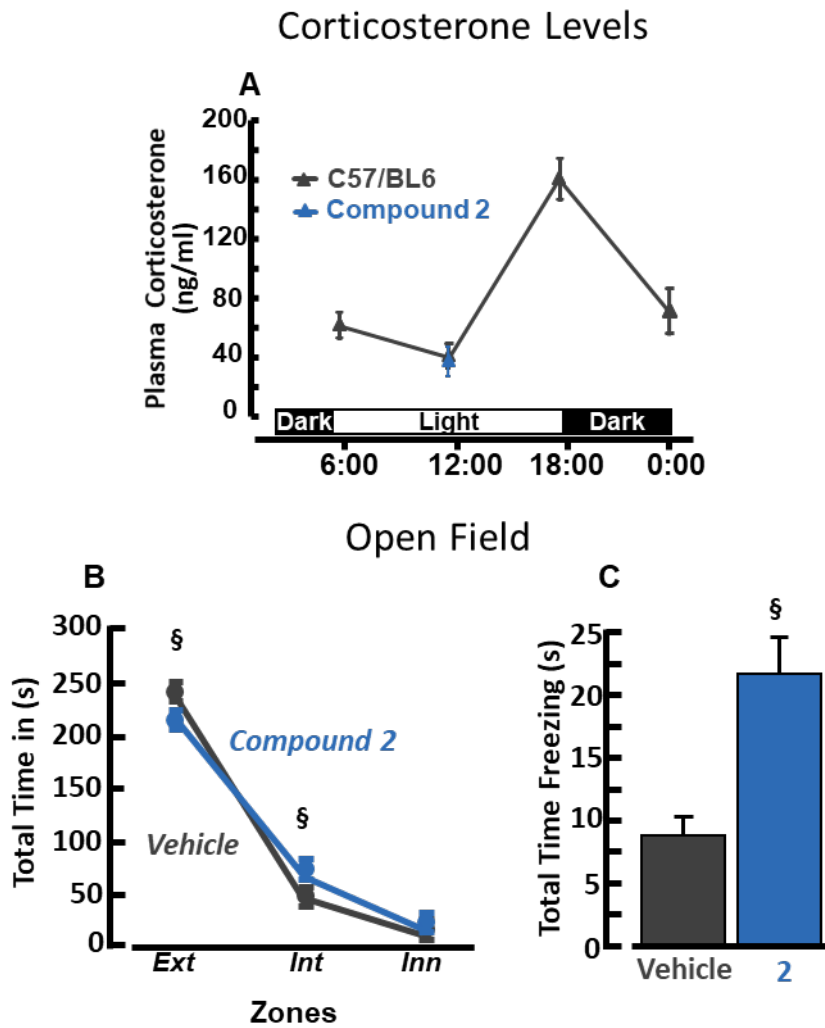 Corticosterone Levels
A
Plasma Corticosterone
(ng/ml)
200
160
120
80
40
0
C57/BL6
Compound 2
Dark
Light
Dark
6:00
12:00
18:00
0:00
Open Field
B
Total Time in (s)
300
250
200
150
100
50
0
§
§
Compound 2
Vehicle
Ext
Int
Inn
Zones
C
Total Time Freezing (s)
25
20
15
10
5
0
§
Vehicle
2